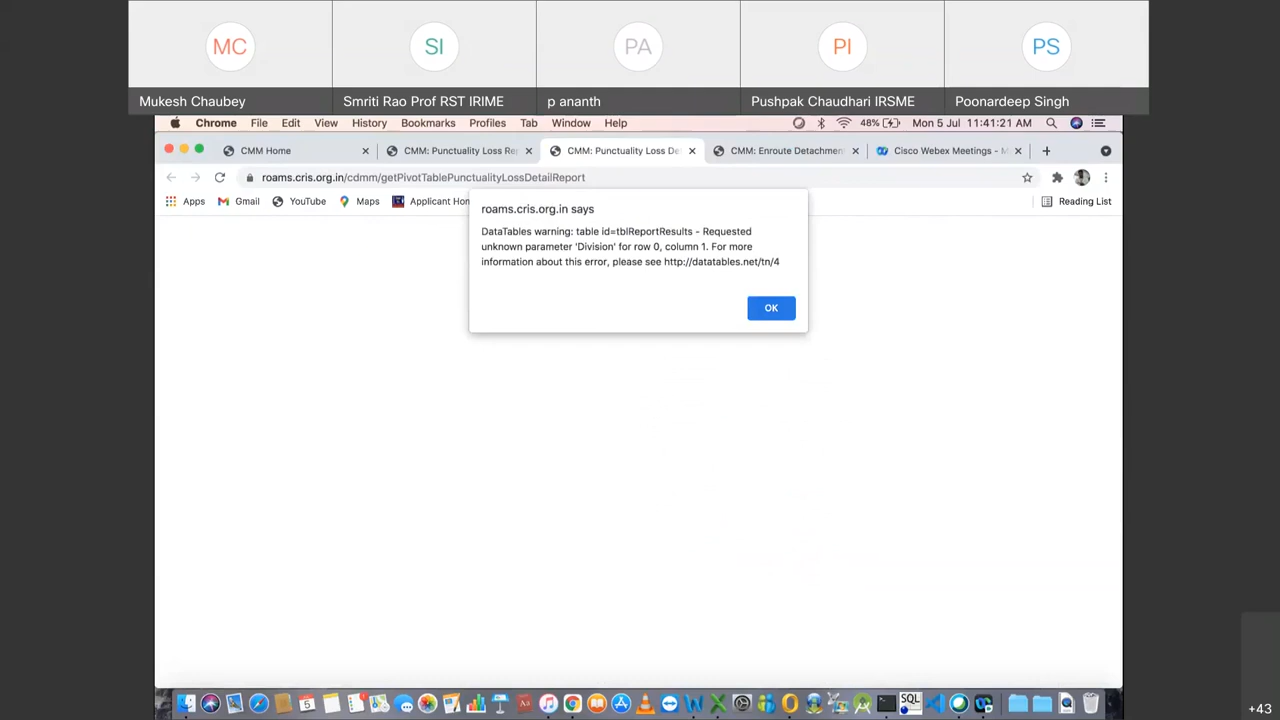 MC
SI
PA
PI
PS
Mukesh Chaubey
Smriti Rao Prof RST IRIME
p ananth
Pushpak Chaudhari IRSME
Poonardeep Singh
Chrome File Edit View History Bookmarks Profiles Tab Window Help 48% Mon 5 Jul 11:41:21 AM
CMM Home
CMM: Punctuality Loss Re
CMM: Punctuality Loss De
CMM: Enroute Detachmen
Cisco Webex Meetings - M
roams.cris.org.in/cdmm/getPivotTablePunctualityLossDetailReport
Apps Gmail YouTube Maps Applicant Hom Reading List
roams.cris.org.in says
DataTables warning: table id=tblReportResults - Requested
unknown parameter 'Division' for row 0, column 1. For more
information about this error, please see http://datatables.net/tn/4
OK
SQL
+43